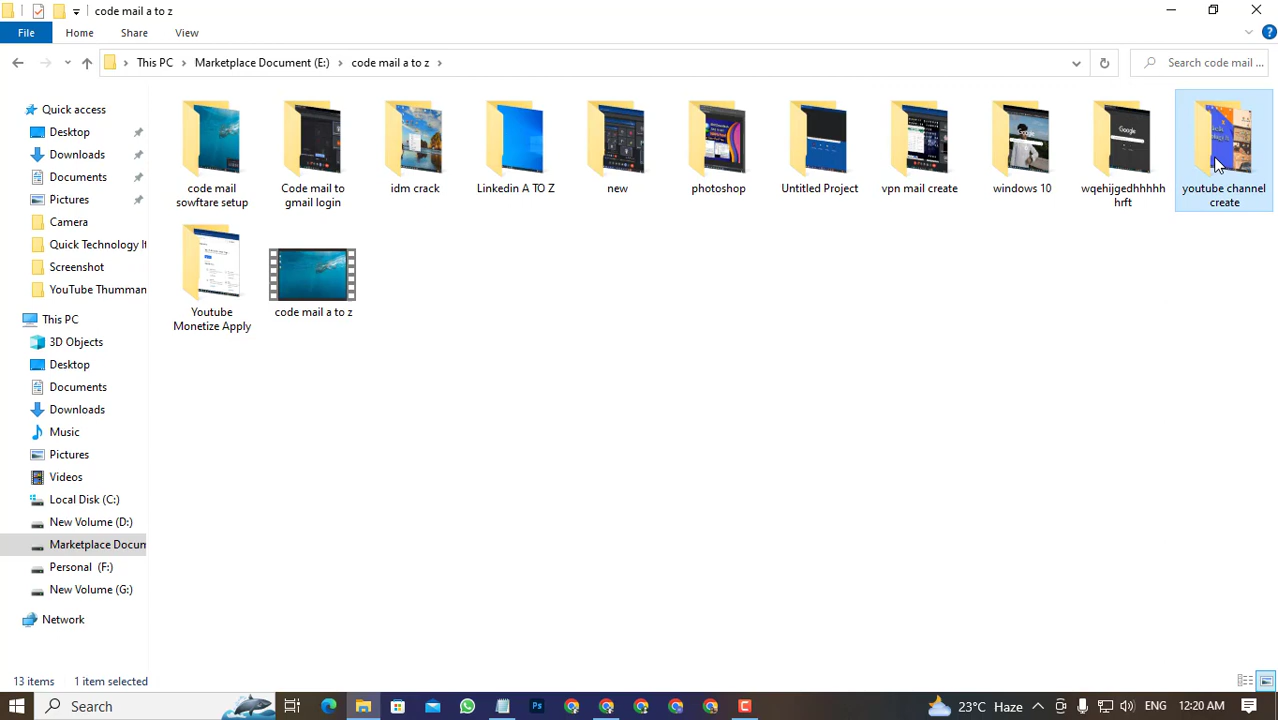 code mail a to z
File
Home
Share
View
This PC
Marketplace Document (E:)
code mail a to z
Search code mail ...
Quick access
Desktop
Downloads
Documents
Pictures
Camera
Quick Technology It
Screenshot
YouTube Thumman
This PC
3D Objects
Desktop
Documents
Downloads
Music
Pictures
Videos
Local Disk (C:)
New Volume (D:)
Marketplace Docum
Personal (F:)
New Volume (G:)
Network
code mail
sowftare setup
Code mail to
gmail login
idm crack
Linkedin A TO Z
new
photoshop
Untitled Project
vpn mail create
windows 10
wqehijgedhhhhh
hrft
youtube channel
create
Youtube
Monetize Apply
code mail a to z
13 items
1 item selected
Search
23°C Haze
ENG
12:20 AM